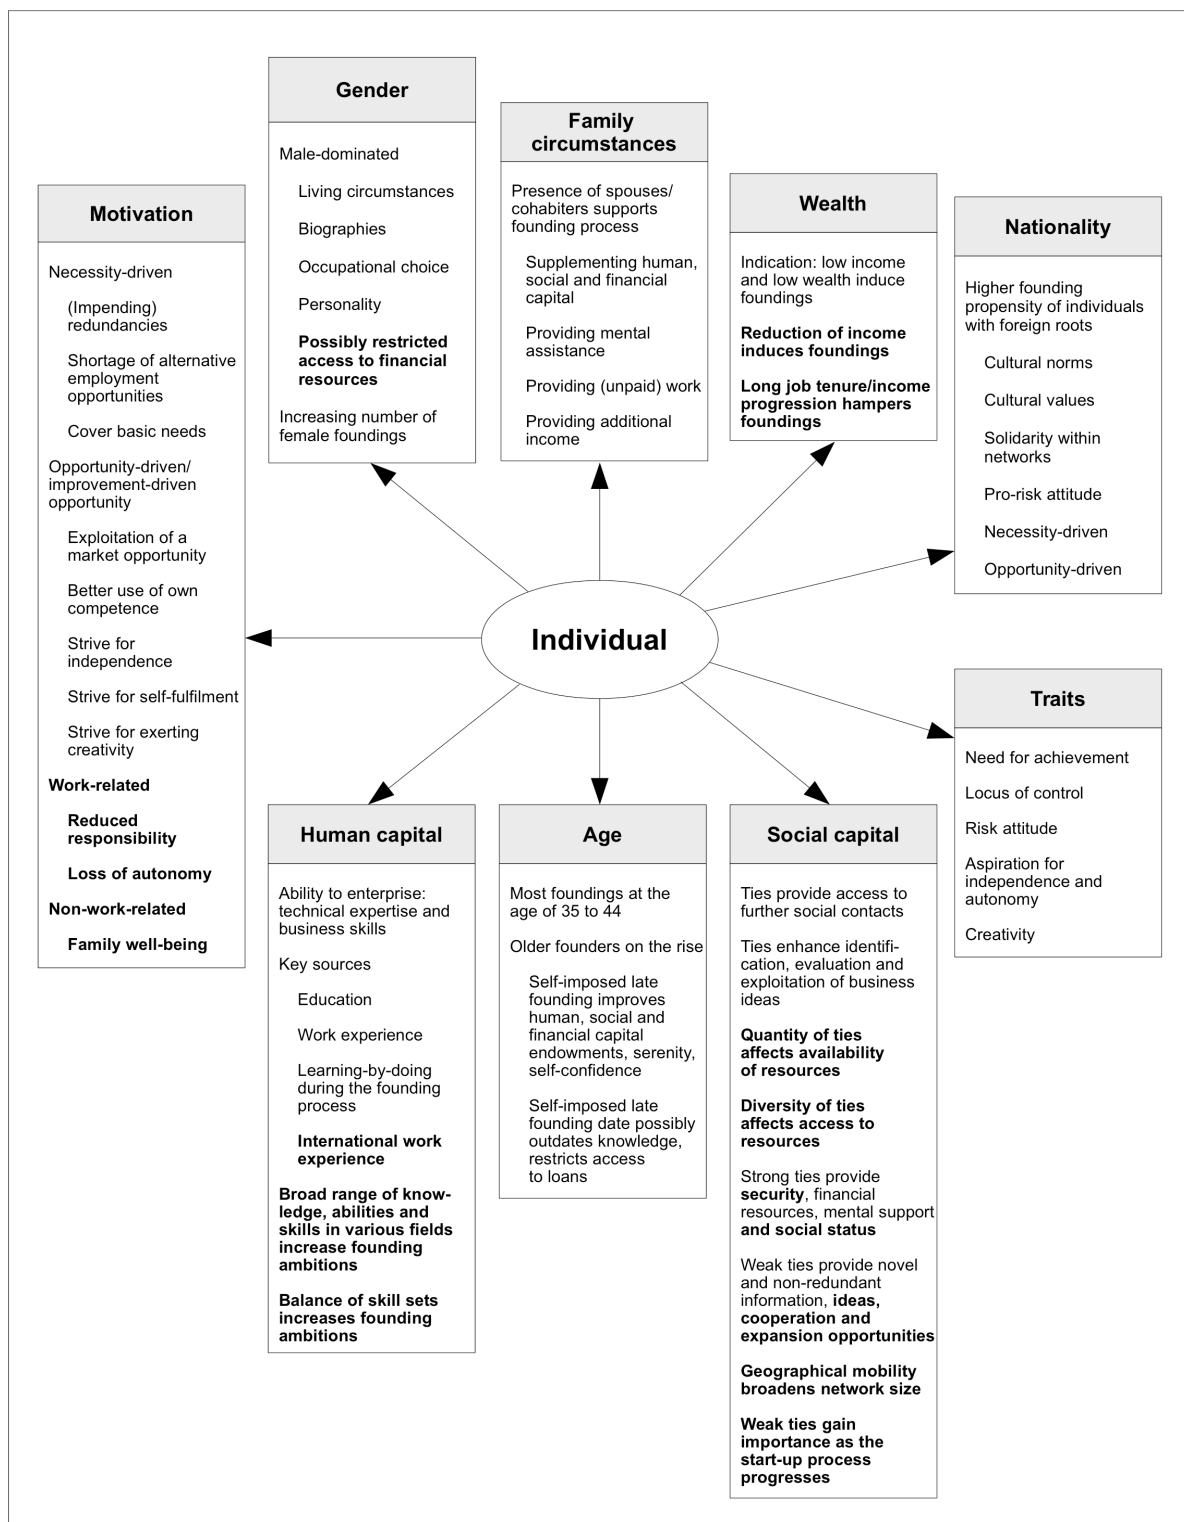 Gender
Male-dominated
Living circumstances
Biographies
Occupational choice
Personality
Possibly restricted
access to financial
resources
Increasing number of
female foundings
Family
circumstances
Presence of spouses/
cohabiters supports
founding process
Supplementing human,
social and financial
capital
Providing mental
assistance
Providing (unpaid) work
Providing additional
income
Wealth
Indication: low income
and low wealth induce
foundings
Reduction of income
induces foundings
Long job tenure/income
progression hampers
foundings
Nationality
Higher founding
propensity of individuals
with foreign roots
Cultural norms
Cultural values
Solidarity within
networks
Pro-risk attitude
Necessity-driven
Opportunity-driven
Motivation
Necessity-driven
(Impending)
redundancies
Shortage of alternative
employment
opportunities
Cover basic needs
Opportunity-driven/
improvement-driven
opportunity
Exploitation of a
market opportunity
Better use of own
competence
Strive for
independence
Strive for self-fulfilment
Strive for exerting
creativity
Work-related
Reduced
responsibility
Loss of autonomy
Non-work-related
Family well-being
Individual
Traits
Need for achievement
Locus of control
Risk attitude
Aspiration for
independence and
autonomy
Creativity
Human capital
Ability to enterprise:
technical expertise and
business skills
Key sources
Education
Work experience
Learning-by-doing
during the founding
process
International work
experience
Broad range of know-
ledge, abilities and
skills in various fields
increase founding
ambitions
Balance of skill sets
increases founding
ambitions
Age
Most foundings at the
age of 35 to 44
Older founders on the rise
Self-imposed late
founding improves
human, social and
financial capital
endowments, serenity,
self-confidence
Self-imposed late
founding date possibly
outdates knowledge,
restricts access
to loans
Social capital
Ties provide access to
further social contacts
Ties enhance identifi-
cation, evaluation and
exploitation of business
ideas
Quantity of ties
affects availability
of resources
Diversity of ties
affects access to
resources
Strong ties provide
security, financial
resources, mental support
and social status
Weak ties provide novel
and non-redundant
information, ideas,
cooperation and
expansion opportunities
Geographical mobility
broadens network size
Weak ties gain
importance as the
start-up process
progresses